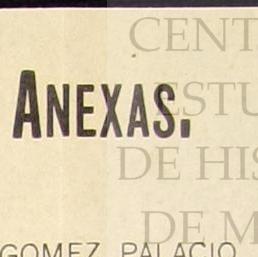 CENT
ANEXAS.
ESTU
DE HIS
DE M
GOMEZ PALACIO